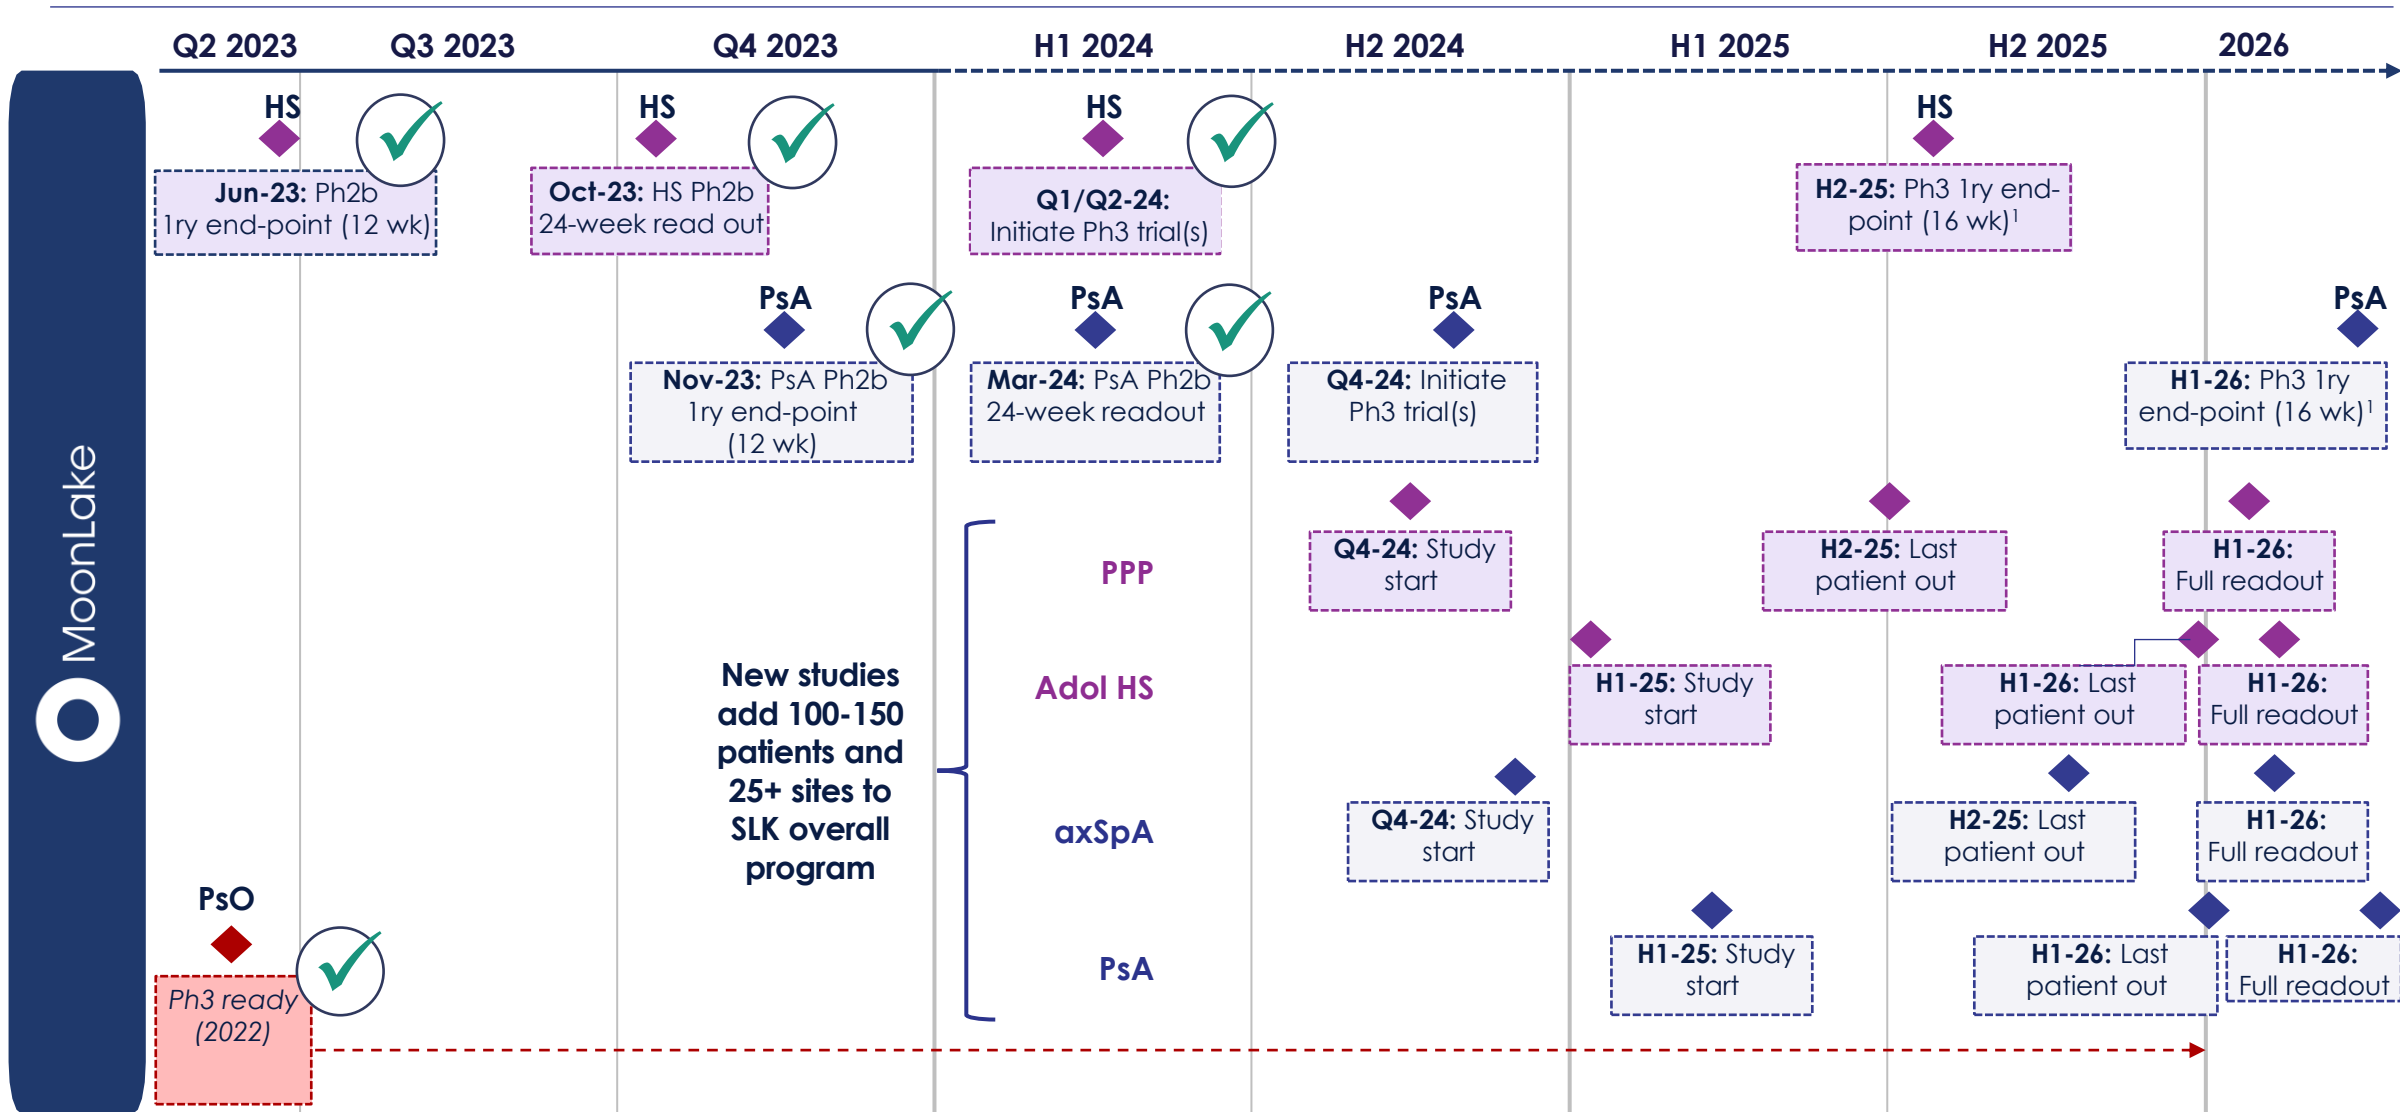 Q2 2023 Q3 2023 Q4 2023 H1 2024 H2 2024 H1 2025 H2 2025 2026
MoonLake
HS
Jun-23: Ph2b
1ry end-point (12 wk)
HS
Oct-23: HS Ph2b
24-week read out
HS
Q1/Q2-24:
Initiate Ph3 trial(s)
HS
H2-25: Ph3 1ry end-
point (16 wk)1
PsA
Nov-23: PsA Ph2b
1ry end-point
(12 wk)
PsA
Mar-24: PsA Ph2b
24-week readout
PsA
Q4-24: Initiate
Ph3 trial(s)
PsA
H1-26: Ph3 1ry
end-point (16 wk)1
New studies
add 100-150
patients and
25+ sites to
SLK overall
program
PPP
Q4-24: Study
start
H2-25: Last
patient out
H1-26:
Full readout
Adol HS
H1-25: Study
start
H1-26: Last
patient out
H1-26:
Full readout
axSpA
Q4-24: Study
start
H2-25: Last
patient out
H1-26:
Full readout
PsA
H1-25: Study
start
H1-26: Last
patient out
H1-26:
Full readout
PsO
Ph3 ready
(2022)